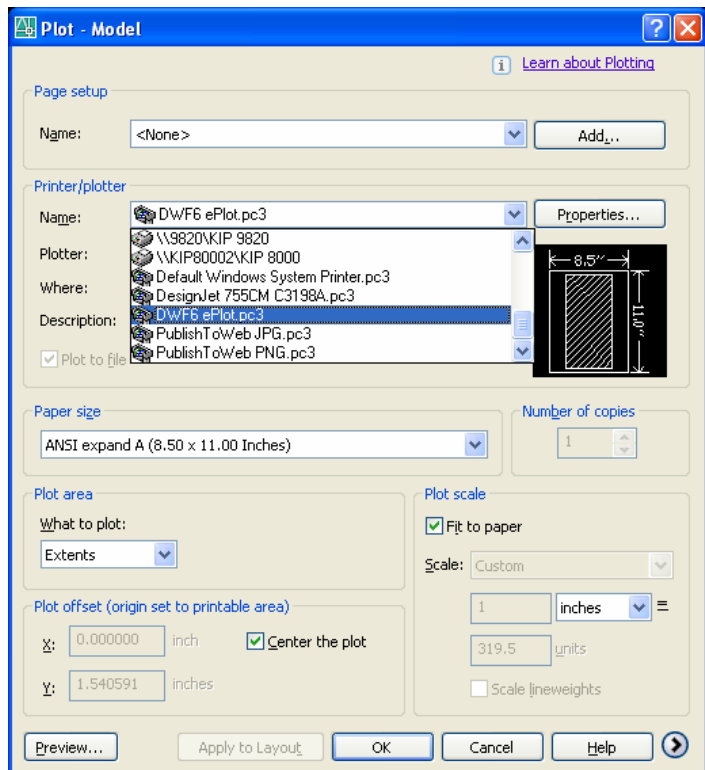 Plot - Model
Learn about Plotting
Page setup
Name:
<None>
Add...
Printer/plotter
Name:
DWF6 ePlot.pc3
Properties...
\\9820\KIP 9820
\\KIP80002\KIP 8000
Default Windows System Printer.pc3
DesignJet 755CM C3198A.pc3
DWF6 ePlot.pc3
PublishToWeb JPG.pc3
PublishToWeb PNG.pc3
Plotter:
Where:
Description:
Plot to file
8.5"
11.0"
Paper size
ANSI expand A (8.50 x 11.00 Inches)
Number of copies
1
Plot area
What to plot:
Extents
Plot scale
Fit to paper
Scale:
Custom
1
inches
=
319.5
units
Scale lineweights
Plot offset (origin set to printable area)
X:
0.000000
inch
Center the plot
Y:
1.540591
inches
Preview...
Apply to Layout
OK
Cancel
Help